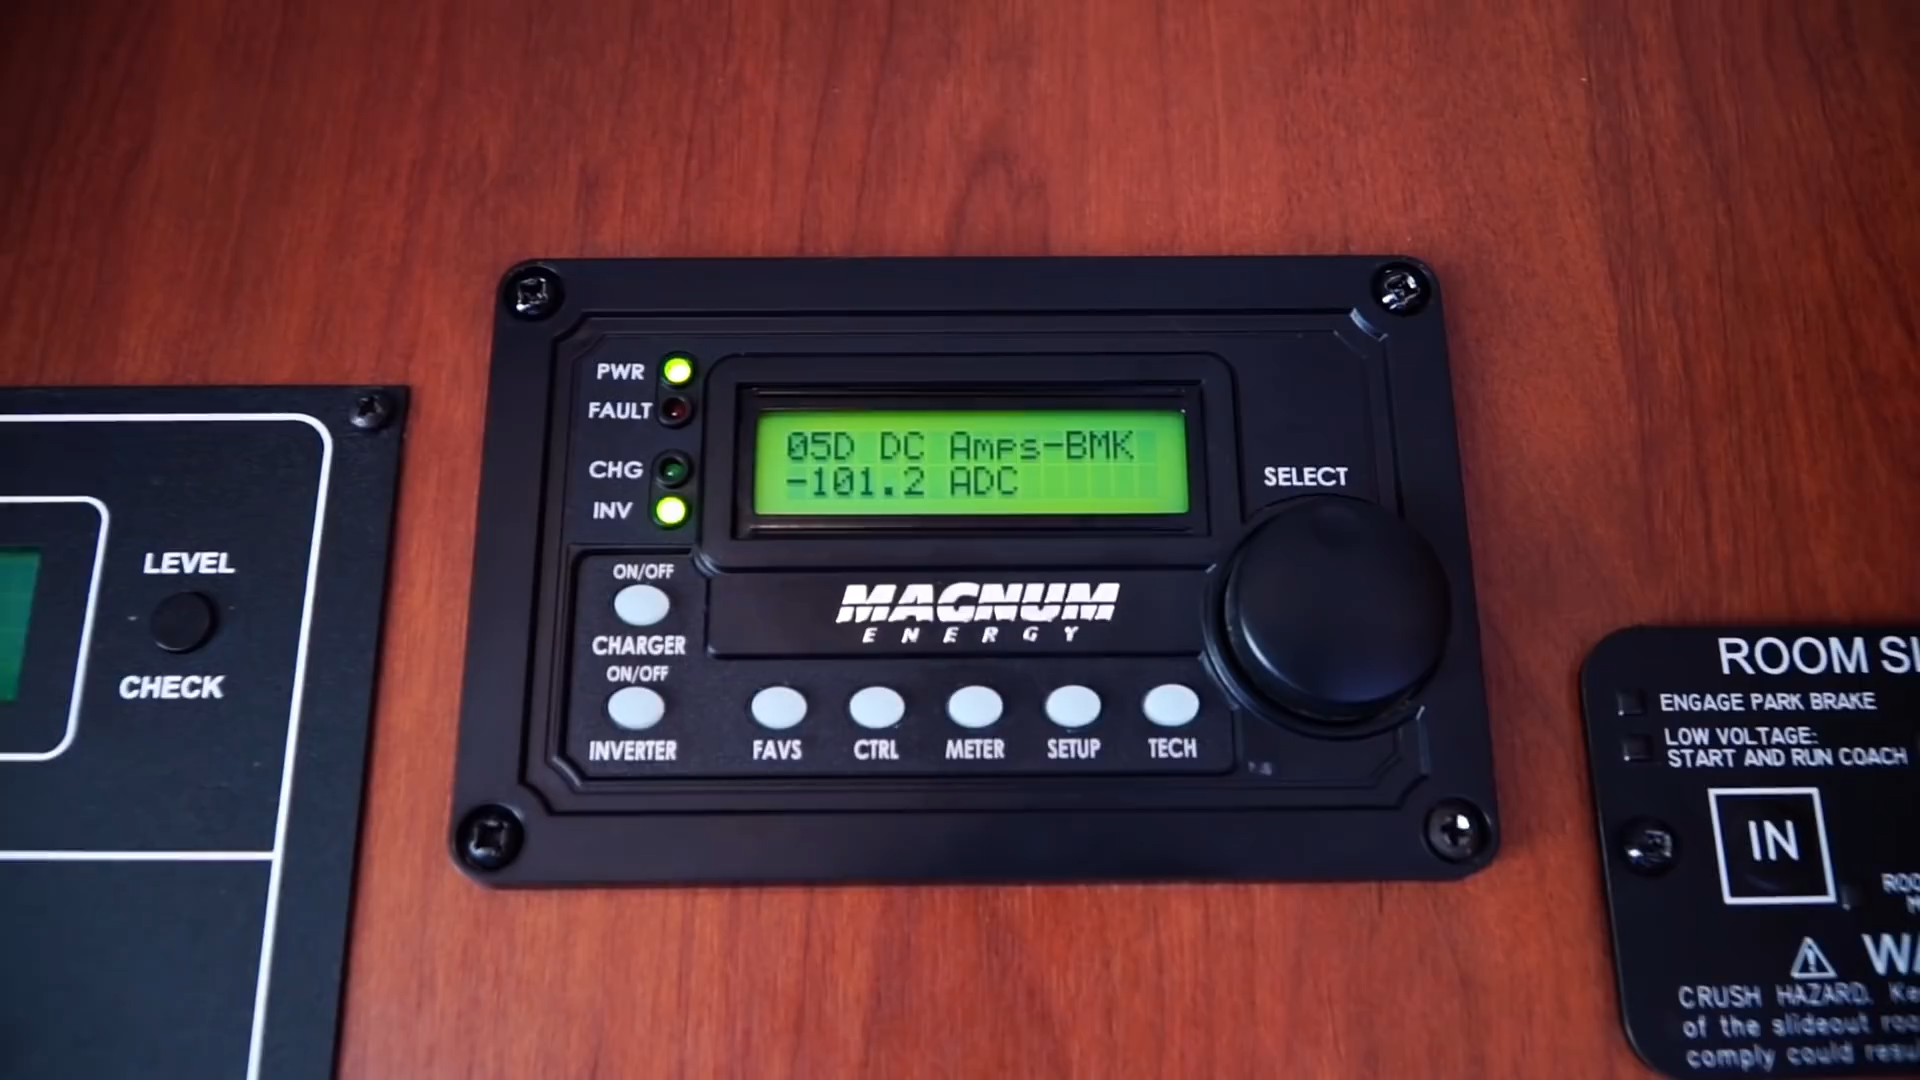 PWR
FAULT
CHG
INV
05D DC Amps-BMK
-101.2 ADC
SELECT
MAGNUM
ENERGY
ON/OFF
CHARGER
ON/OFF
INVERTER
FAVS
CTRL
METER
SETUP
TECH
LEVEL
CHECK
ROOM
ENGAGE PARK BRAKE
LOW VOLTAGE:
START AND RUN COACH
IN
CRUSH HAZARD.
of the slideout
comply could